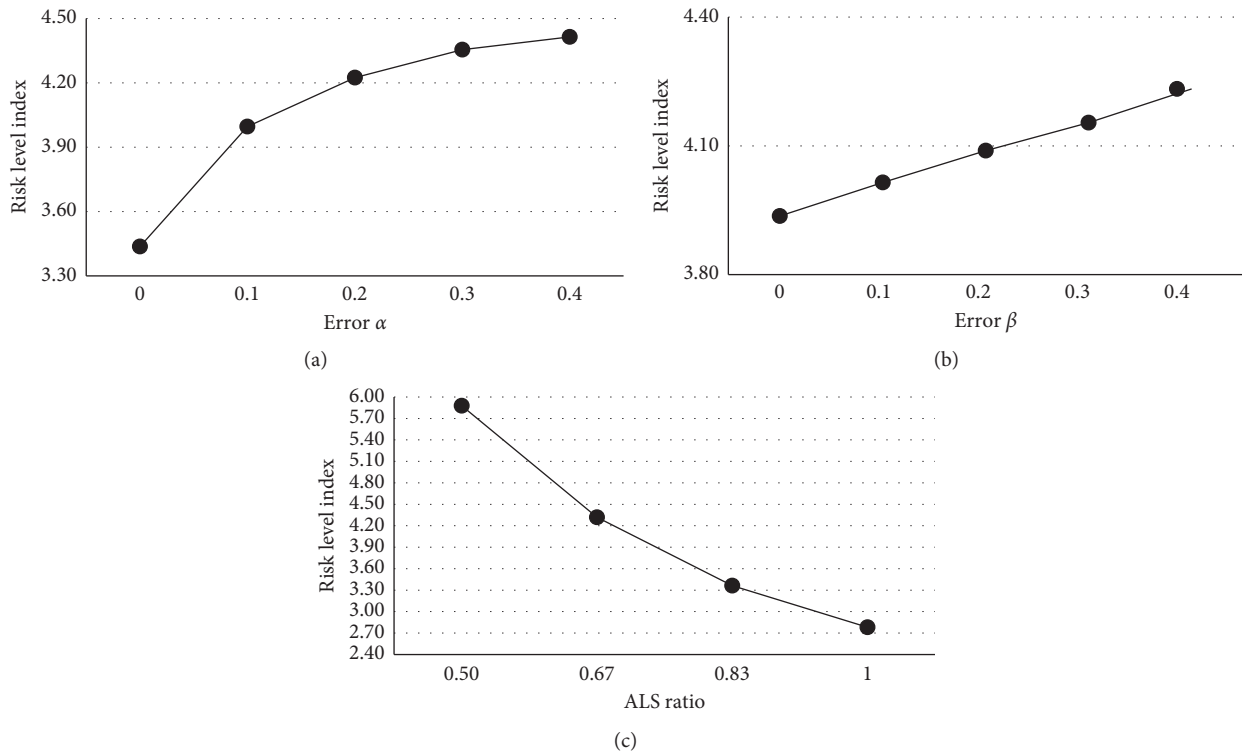 Risk level index
4.50
4.20
3.90
3.60
3.30
0 0.1 0.2 0.3 0.4
Error α
(a)
Risk level index
4.40
4.10
3.80
0 0.1 0.2 0.3 0.4
Error β
(b)
Risk level index
6.00
5.70
5.40
5.10
4.80
4.50
4.20
3.90
3.60
3.30
3.00
2.70
2.40
0.50 0.67 0.83 1
ALS ratio
(c)